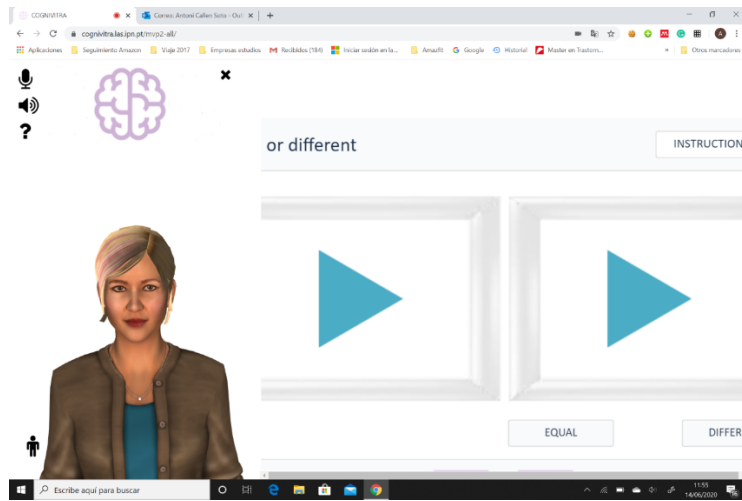 COGNIVITRA
Correo: Antoni Callen Soto - Out
cognivitra.las.ipn.pt/mvp2-all/
Aplicaciones
Seguimiento Amazon
Viaje 2017
Empresas estudios
Recibidos (184)
Iniciar sesión en la...
Amazfit
Google
Historial
Master en Trastorn...
»
Otros marcadores
?
or different
INSTRUCTION
EQUAL
DIFFER
Escribe aquí para buscar
11:55
14/06/2020